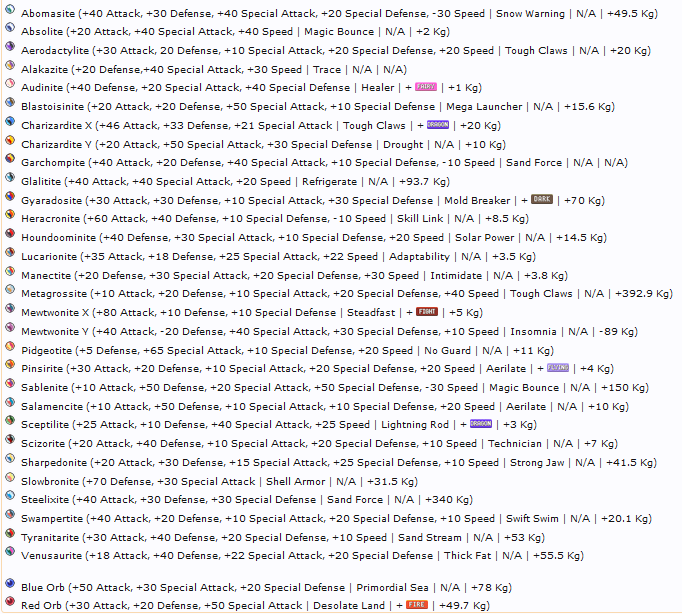 Abomasite (+40 Attack, +30 Defense, +40 Special Attack, +20 Special Defense, -30 Speed | Snow Warning | N/A | +49.5 Kg)
Absolite (+20 Attack, +40 Special Attack, +40 Speed | Magic Bounce | N/A | +2 Kg)
Aerodactylite (+30 Attack, 20 Defense, +10 Special Attack, +20 Special Defense, +20 Speed | Tough Claws | N/A | +20 Kg)
Alakazite (+20 Defense,+40 Special Attack, +30 Speed | Trace | N/A | N/A)
Audinite (+40 Defense, +20 Special Attack, +40 Special Defense | Healer | + FAIRY | +1 Kg)
Blastoisinite (+20 Attack, +20 Defense, +50 Special Attack, +10 Special Defense | Mega Launcher | N/A | +15.6 Kg)
Charizardite X (+46 Attack, +33 Defense, +21 Special Attack | Tough Claws | + DRAGON | +20 Kg)
Charizardite Y (+20 Attack, +50 Special Attack, +30 Special Defense | Drought | N/A | +10 Kg)
Garchompite (+40 Attack, +20 Defense, +40 Special Attack, +10 Special Defense, -10 Speed | Sand Force | N/A | N/A)
Glalitite (+40 Attack, +40 Special Attack, +20 Speed | Refrigerate | N/A | +93.7 Kg)
Gyaradosite (+30 Attack, +30 Defense, +10 Special Attack, +30 Special Defense | Mold Breaker | + DARK | +70 Kg)
Heracronite (+60 Attack, +40 Defense, +10 Special Defense, -10 Speed | Skill Link | N/A | +8.5 Kg)
Houndoominite (+40 Defense, +30 Special Attack, +10 Special Defense, +20 Speed | Solar Power | N/A | +14.5 Kg)
Lucarionite (+35 Attack, +18 Defense, +25 Special Attack, +22 Speed | Adaptability | N/A | +3.5 Kg)
Manectite (+20 Defense, +30 Special Attack, +20 Special Defense, +30 Speed | Intimidate | N/A | +3.8 Kg)
Metagrossite (+10 Attack, +20 Defense, +10 Special Attack, +20 Special Defense, +40 Speed | Tough Claws | N/A | +392.9 Kg)
Mewtwonite X (+80 Attack, +10 Defense, +10 Special Defense | Steadfast | + FIGHT | +5 Kg)
Mewtwonite Y (+40 Attack, -20 Defense, +40 Special Attack, +30 Special Defense, +10 Speed | Insomnia | N/A | -89 Kg)
Pidgeotite (+5 Defense, +65 Special Attack, +10 Special Defense, +20 Speed | No Guard | N/A | +11 Kg)
Pinsirite (+30 Attack, +20 Defense, +10 Special Attack, +20 Special Defense, +20 Speed | Aerilate | + FLYING | +4 Kg)
Sablenite (+10 Attack, +50 Defense, +20 Special Attack, +50 Special Defense, -30 Speed | Magic Bounce | N/A | +150 Kg)
Salamencite (+10 Attack, +50 Defense, +10 Special Attack, +10 Special Defense, +20 Speed | Aerilate | N/A | +10 Kg)
Sceptilite (+25 Attack, +10 Defense, +40 Special Attack, +25 Speed | Lightning Rod | + DRAGON | +3 Kg)
Scizorite (+20 Attack, +40 Defense, +10 Special Attack, +20 Special Defense, +10 Speed | Technician | N/A | +7 Kg)
Sharpedonite (+20 Attack, +30 Defense, +15 Special Attack, +25 Special Defense, +10 Speed | Strong Jaw | N/A | +41.5 Kg)
Slowbronite (+70 Defense, +30 Special Attack | Shell Armor | N/A | +31.5 Kg)
Steelixite (+40 Attack, +30 Defense, +30 Special Defense | Sand Force | N/A | +340 Kg)
Swampertite (+40 Attack, +20 Defense, +10 Special Attack, +20 Special Defense, +10 Speed | Swift Swim | N/A | +20.1 Kg)
Tyranitarite (+30 Attack, +40 Defense, +20 Special Defense, +10 Speed | Sand Stream | N/A | +53 Kg)
Venusaurite (+18 Attack, +40 Defense, +22 Special Attack, +20 Special Defense | Thick Fat | N/A | +55.5 Kg)
Blue Orb (+50 Attack, +30 Special Attack, +20 Special Defense | Primordial Sea | N/A | +78 Kg)
Red Orb (+30 Attack, +20 Defense, +50 Special Attack | Desolate Land | + FIRE | +49.7 Kg)